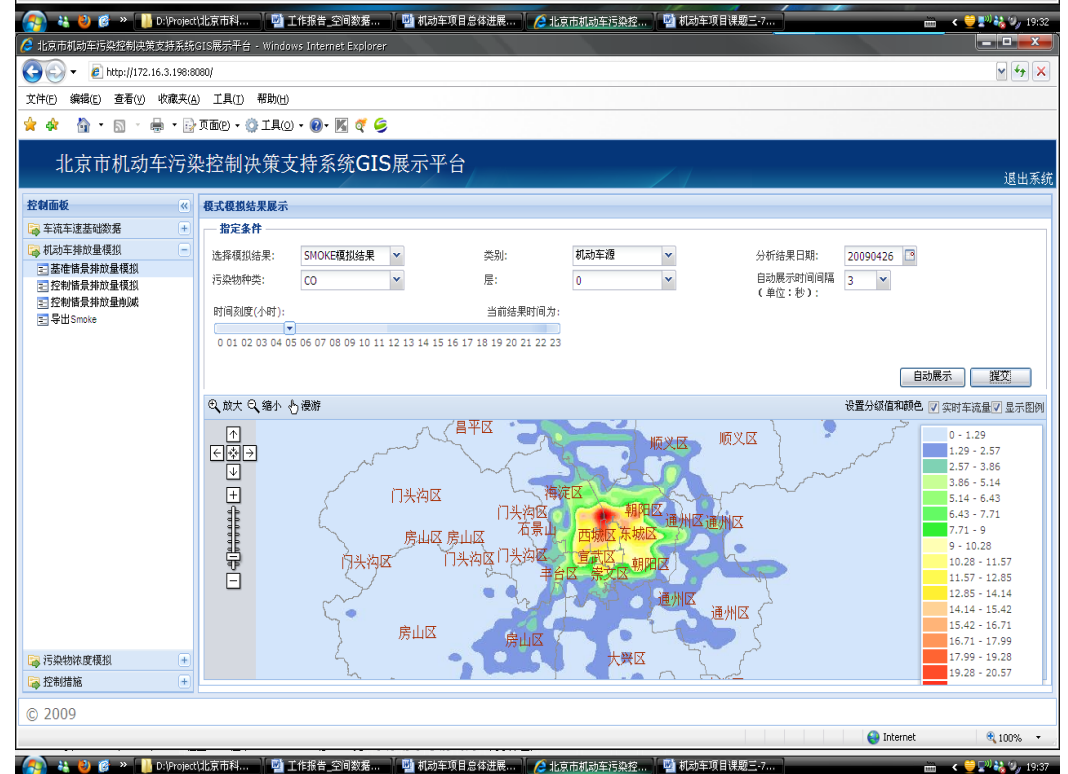 D:\Project\北京市科... 工作报告_空间数据... 机动车项目总体进展... 北京市机动车污染控... 机动车项目课题三-7... 19:32
北京市机动车污染控制决策支持系统GIS展示平台 - Windows Internet Explorer
http://172.16.3.198:8080/
文件(F) 编辑(E) 查看(V) 收藏夹(A) 工具(T) 帮助(H)
页面(P) 工具(O)
北京市机动车污染控制决策支持系统GIS展示平台
退出系统
控制面板
车流车速基础数据
机动车排放量模拟
基准情景排放量模拟
控制情景排放量模拟
控制情景排放量削减
导出Smoke
污染物浓度模拟
控制措施
模式模拟结果展示
指定条件
选择模拟结果: SMOKE模拟结果 类别: 机动车源 分析结果日期: 20090426
污染物种类: CO 层: 0 自动展示时间间隔 3
(单位:秒):
时间刻度(小时): 当前结果时间为:
0 01 02 03 04 05 06 07 08 09 10 11 12 13 14 15 16 17 18 19 20 21 22 23
自动展示 提交
放大 缩小 漫游 设置分级值和颜色 实时车流量 显示图例
昌平区
顺义区 顺义区
门头沟区 海淀区
门头沟区 朝阳区 通州区 通州区
石景山
房山区 房山区 西城区 东城区
门头沟区 门头沟区 门头沟区 宣武区 朝阳区
丰台区 崇文区
通州区 通州区
房山区 房山区
大兴区
0 - 1.29
1.29 - 2.57
2.57 - 3.86
3.86 - 5.14
5.14 - 6.43
6.43 - 7.71
7.71 - 9
9 - 10.28
10.28 - 11.57
11.57 - 12.85
12.85 - 14.14
14.14 - 15.42
15.42 - 16.71
16.71 - 17.99
17.99 - 19.28
19.28 - 20.57
© 2009
Internet 100%
D:\Project\北京市科... 工作报告_空间数据... 机动车项目总体进展... 北京市机动车污染控... 机动车项目课题三-7... 19:37